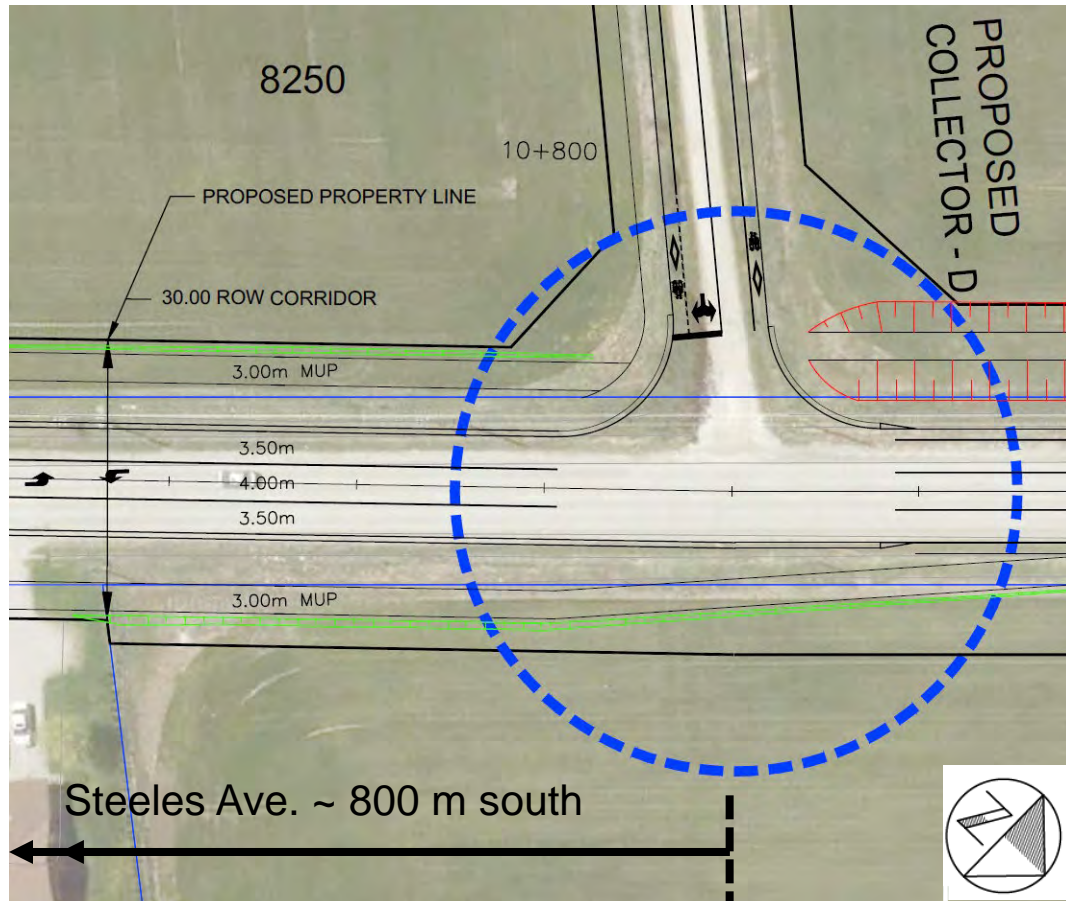 8250
PROPOSED
COLLECTOR - D
10+800
PROPOSED PROPERTY LINE
30.00 ROW CORRIDOR
3.00m MUP
3.50m
4.00m
3.50m
3.00m MUP
Steeles Ave. ~ 800 m south